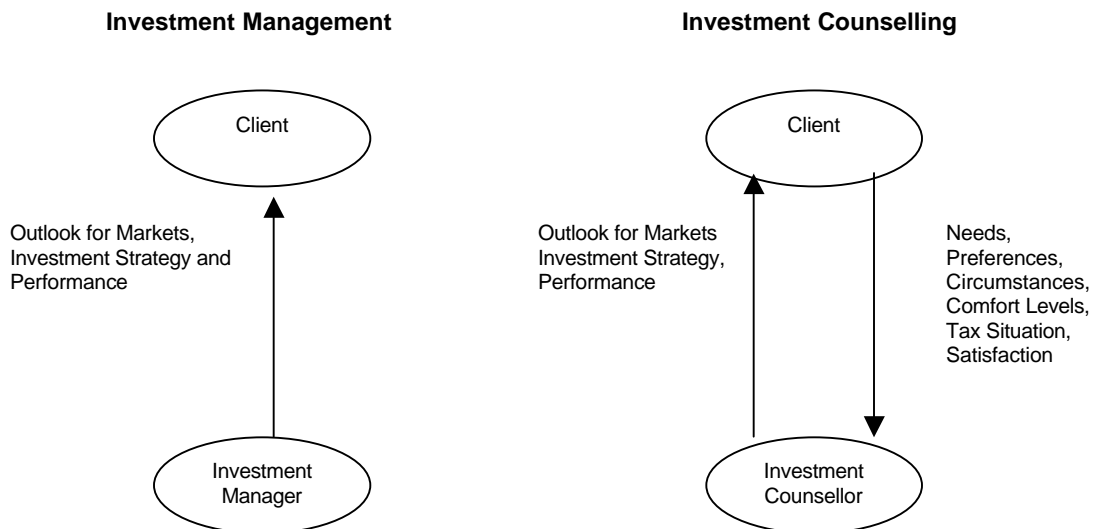 Investment Management
Client
Outlook for Markets,
Investment Strategy and
Performance
Investment
Manager
Investment Counselling
Client
Outlook for Markets
Investment Strategy,
Performance
Needs,
Preferences,
Circumstances,
Comfort Levels,
Tax Situation,
Satisfaction
Investment
Counsellor